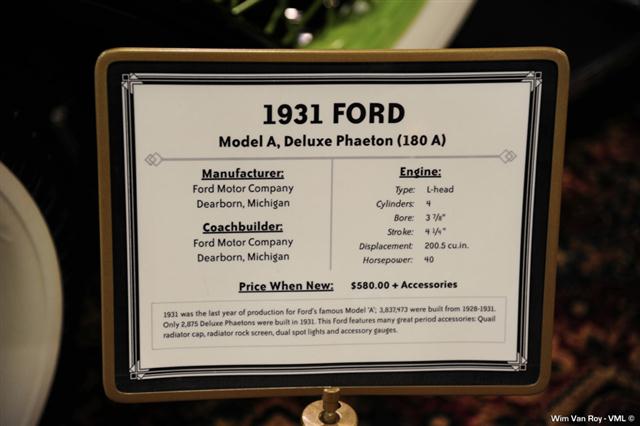 1931 FORD
Model A, Deluxe Phaeton (180 A)
Manufacturer:
Ford Motor Company
Dearborn, Michigan
Coachbuilder:
Ford Motor Company
Dearborn, Michigan
Engine:
Type: L-head
Cylinders: 4
Bore: 3 7/8"
Stroke: 4 1/4"
Displacement: 200.5 cu.in.
Horsepower: 40
Price When New: $580.00 + Accessories
1931 was the last year of production for Ford's famous Model 'A'; 3,837,473 were built from 1928-1931.
Only 2,875 Deluxe Phaetons were built in 1931. This Ford features many great period accessories: Quail
radiator cap, radiator rock screen, dual spot lights and accessory gauges.
Wim Van Roy - VML ©